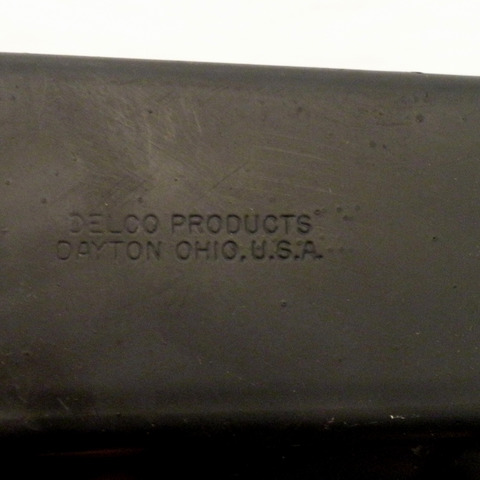 DELCO PRODUCTS
DAYTON OHIO, U.S.A.